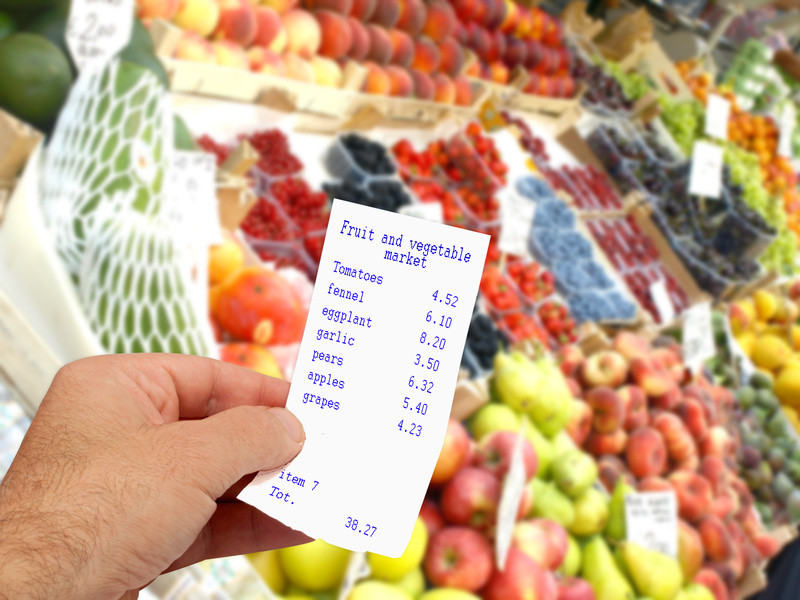 Fruit and vegetable
market
Tomatoes 4.52
fennel 6.10
eggplant 8.20
garlic 3.50
pears 6.32
apples 5.40
grapes 4.23
item 7
Tot. 38.27